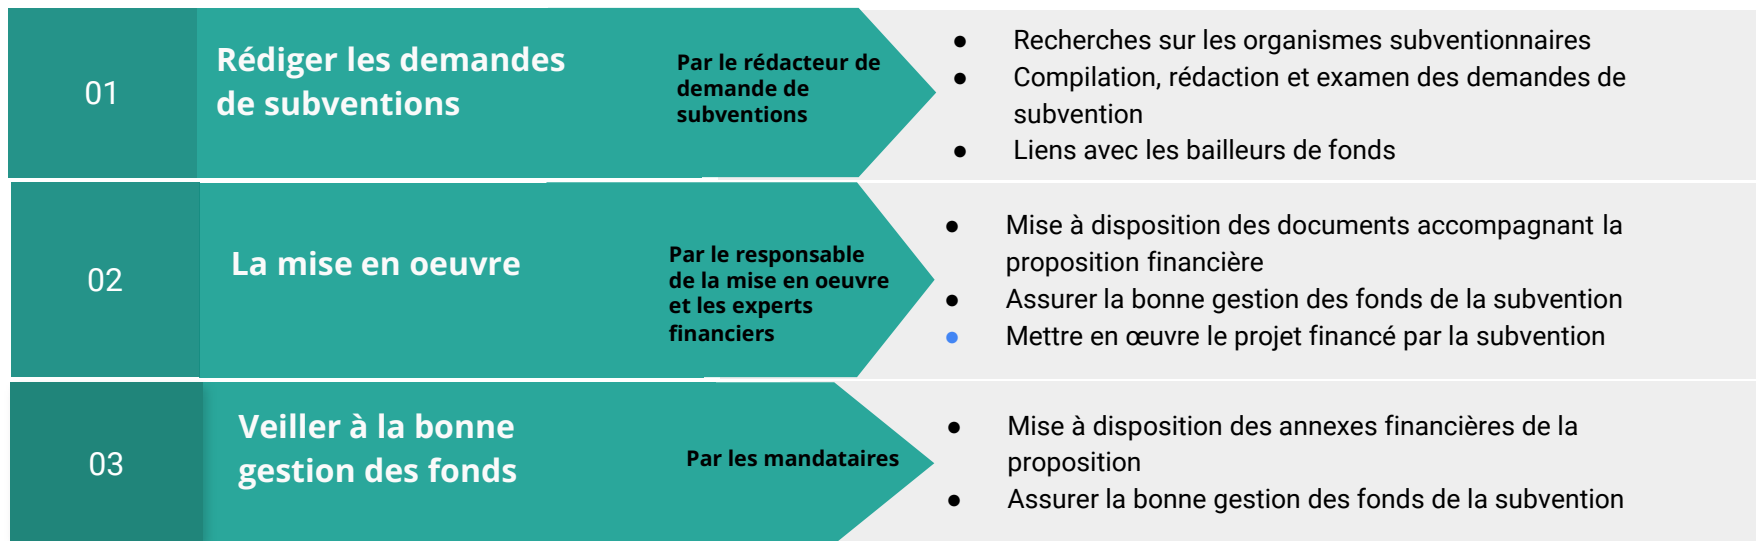 01
Rédiger les demandes
de subventions
Par le rédacteur de
demande de
subventions
● Recherches sur les organismes subventionnaires
● Compilation, rédaction et examen des demandes de
subvention
● Liens avec les bailleurs de fonds
02
La mise en oeuvre
Par le responsable
de la mise en oeuvre
et les experts
financiers
● Mise à disposition des documents accompagnant la
proposition financière
● Assurer la bonne gestion des fonds de la subvention
● Mettre en œuvre le projet financé par la subvention
03
Veiller à la bonne
gestion des fonds
Par les mandataires
● Mise à disposition des annexes financières de la
proposition
● Assurer la bonne gestion des fonds de la subvention